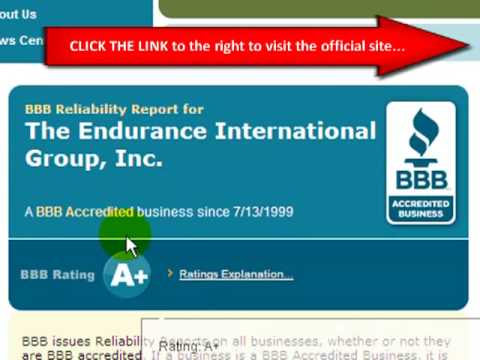 out Us
ws Cen
CLICK THE LINK to the right to visit the official site...
BBB Reliability Report for
The Endurance International
Group, Inc.
BBB
ACCREDITED
BUSINESS
A BBB Accredited business since 7/13/1999
BBB Rating
A+
Ratings Explanation...
BBB issues Reliability Reports on all businesses, whether or not they
are BBB accredited. If a business is a BBB Accredited Business, it is
Rating: A+